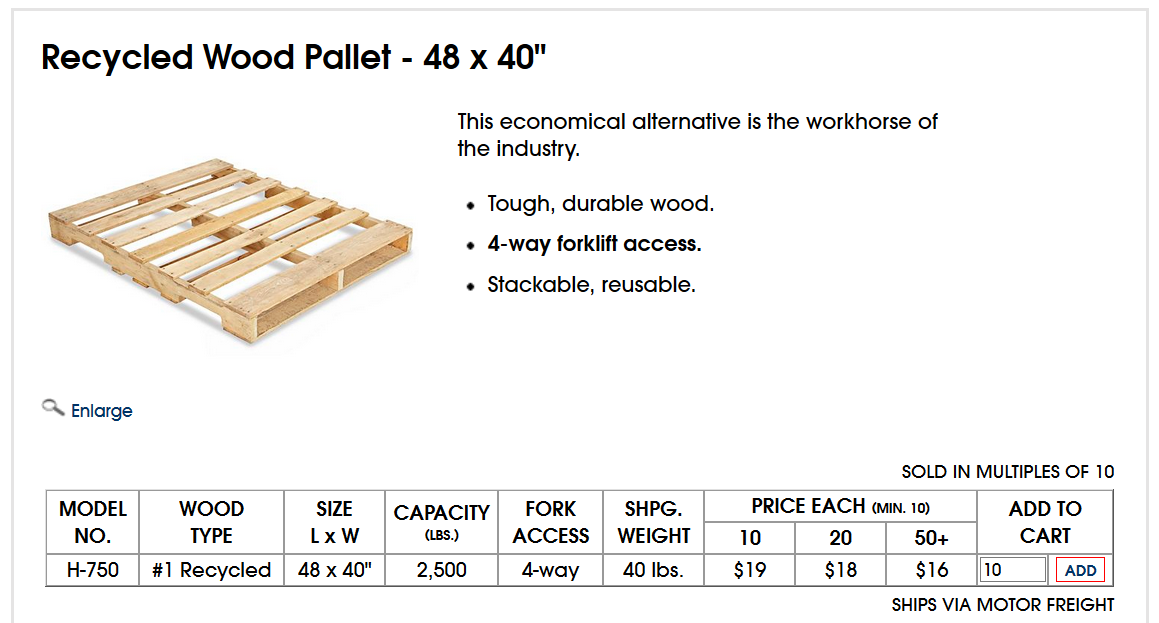 Recycled Wood Pallet - 48 x 40"
This economical alternative is the workhorse of
the industry.
Tough, durable wood.
4-way forklift access.
Stackable, reusable.
Enlarge
SOLD IN MULTIPLES OF 10
MODEL NO. WOOD TYPE SIZE L x W CAPACITY (LBS.) FORK ACCESS SHPG. WEIGHT PRICE EACH (MIN. 10) ADD TO CART
10 20 50+
H-750 #1 Recycled 48 x 40" 2,500 4-way 40 lbs. $19 $18 $16 10 ADD
SHIPS VIA MOTOR FREIGHT